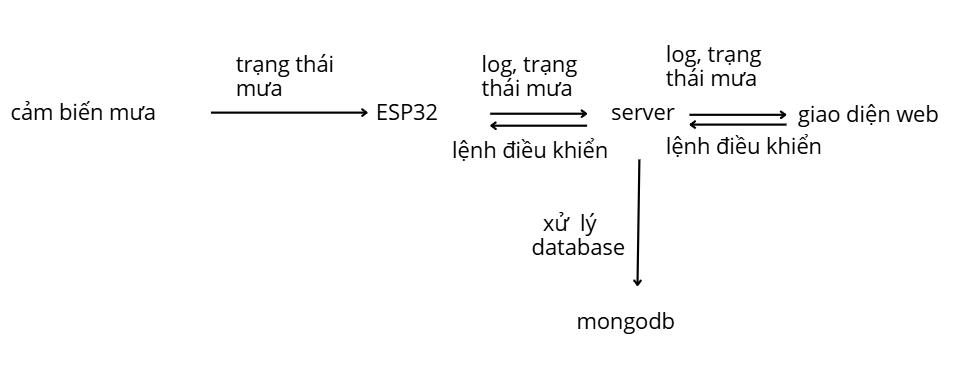 trạng thái
mưa
cảm biến mưa
ESP32
log, trạng
thái mưa
lệnh điều khiển
server
log, trạng
thái mưa
lệnh điều khiển
giao diện web
xử lý
database
mongodb